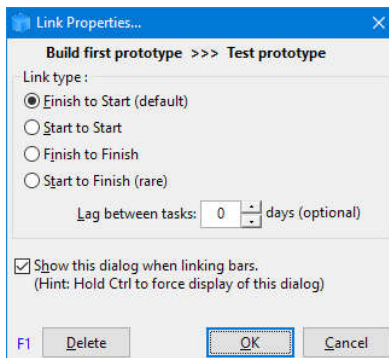 Link Properties...
Build first prototype >>> Test prototype
Link type :
Finish to Start (default)
Start to Start
Finish to Finish
Start to Finish (rare)
Lag between tasks: 0 days (optional)
Show this dialog when linking bars.
(Hint: Hold Ctrl to force display of this dialog)
F1 Delete OK Cancel